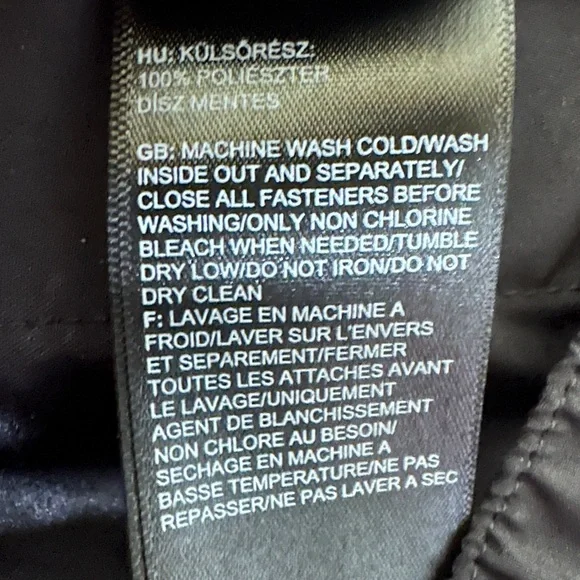 HU: KÜLSŐRÉSZ:
100% POLIÉSZTER
DÍSZ MENTES
GB: MACHINE WASH COLD/WASH
INSIDE OUT AND SEPARATELY/
CLOSE ALL FASTENERS BEFORE
WASHING/ONLY NON CHLORINE
BLEACH WHEN NEEDED/TUMBLE
DRY LOW/DO NOT IRON/DO NOT
DRY CLEAN
F: LAVAGE EN MACHINE A
FROID/LAVER SUR L'ENVERS
ET SEPAREMENT/FERMER
TOUTES LES ATTACHES AVANT
LE LAVAGE/UNIQUEMENT
AGENT DE BLANCHISSEMENT
NON CHLORE AU BESOIN/
SECHAGE EN MACHINE A
BASSE TEMPERATURE/NE PAS
REPASSER/NE PAS LAVER A SEC